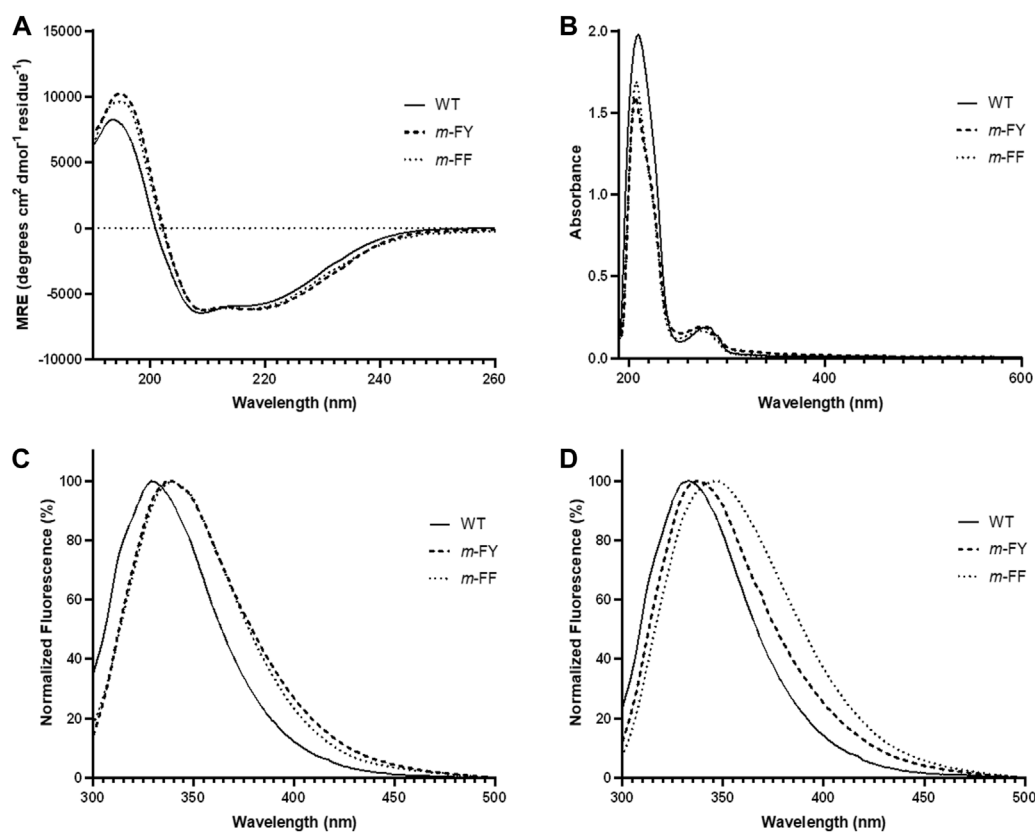 A
15000
10000
5000
0
-5000
-10000
MRE (degrees cm² dmol⁻¹ residue⁻¹)
200
220
240
260
Wavelength (nm)
WT
m-FY
m-FF
B
2.0
1.5
1.0
0.5
0.0
Absorbance
200
400
600
Wavelength (nm)
WT
m-FY
m-FF
C
100
80
60
40
20
0
Normalized Fluorescence (%)
300
350
400
450
500
Wavelength (nm)
WT
m-FY
m-FF
D
100
80
60
40
20
0
Normalized Fluorescence (%)
300
350
400
450
500
Wavelength (nm)
WT
m-FY
m-FF